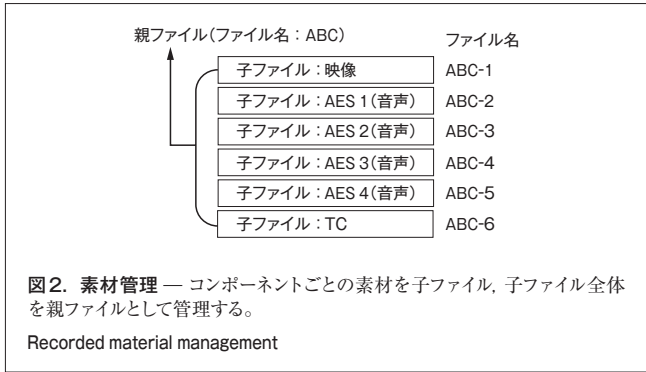 親ファイル(ファイル名:ABC)
ファイル名
子ファイル:映像 ABC-1
子ファイル:AES 1(音声) ABC-2
子ファイル:AES 2(音声) ABC-3
子ファイル:AES 3(音声) ABC-4
子ファイル:AES 4(音声) ABC-5
子ファイル:TC ABC-6
図2. 素材管理 — コンポーネントごとの素材を子ファイル,子ファイル全体
を親ファイルとして管理する。
Recorded material management